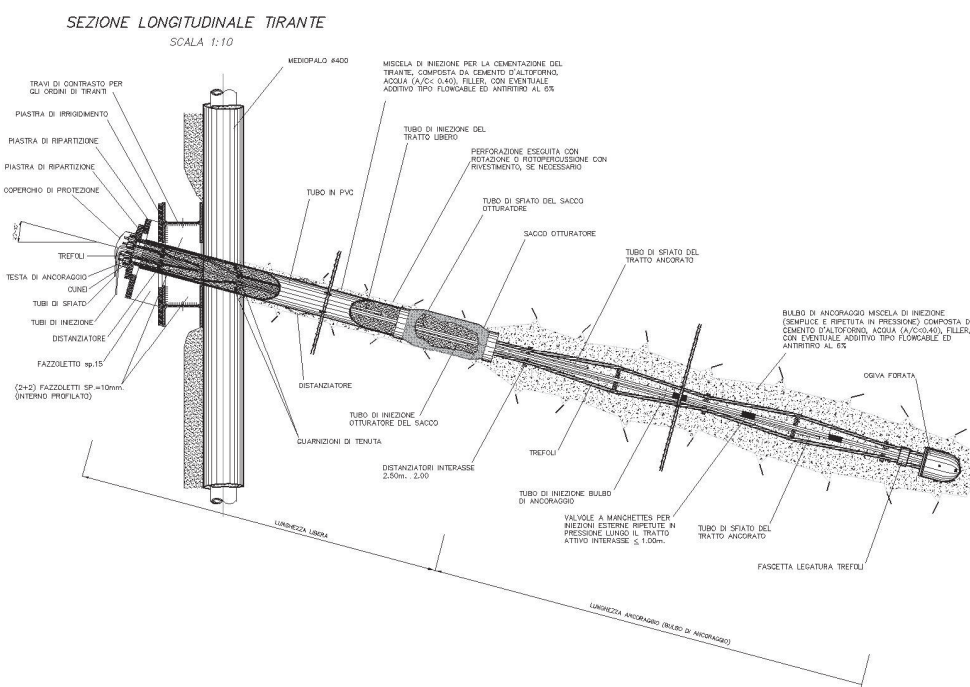 SEZIONE LONGITUDINALE TIRANTE
SCALA 1:10
MEDIOPALO ø400
MISCELA DI INIEZIONE PER LA CEMENTAZIONE DEL
TIRANTE, COMPOSTA DA CEMENTO D'ALTOFORNO,
ACQUA (A/C< 0.40), FILLER, CON EVENTUALE
ADDITIVO TIPO FLOWCABLE ED ANTIRITIRO AL 6%
TRAVI DI CONTRASTO PER
GLI ORDINI DI TIRANTI
PIASTRA DI IRRIGIDIMENTO
PIASTRA DI RIPARTIZIONE
PIASTRA DI RIPARTIZIONE
COPERCHIO DI PROTEZIONE
TUBO DI INIEZIONE DEL
TRATTO LIBERO
PERFORAZIONE ESEGUITA CON
ROTAZIONE O ROTOPERCUSSIONE CON
RIVESTIMENTO, SE NECESSARIO
TUBO IN PVC
TUBO DI SFIATO DEL SACCO
OTTURATORE
SACCO OTTURATORE
TUBO DI SFIATO DEL
TRATTO ANCORATO
TREFOLI
TESTA DI ANCORAGGIO
CUNEI
TUBI DI SFIATO
TUBI DI INIEZIONE
DISTANZIATORE
FAZZOLETTO sp.15
(2+2) FAZZOLETTI SP.=10mm.
(INTERNO PROFILATO)
BULBO DI ANCORAGGIO MISCELA DI INIEZIONE
(SEMPLICE E RIPETUTA IN PRESSIONE) COMPOSTA D
CEMENTO D'ALTOFORNO, ACQUA (A/C<0.40), FILLER,
CON EVENTUALE ADDITIVO TIPO FLOWCABLE ED
ANTIRITIRO AL 6%
OGIVA FORATA
DISTANZIATORE
TUBO DI INIEZIONE
OTTURATORE DEL SACCO
GUARNIZIONI DI TENUTA
DISTANZIATORI INTERASSE
2.50m. . 2.00
TREFOLI
TUBO DI INIEZIONE BULBO
DI ANCORAGGIO
VALVOLE A MANCHETTES PER
INIEZIONI ESTERNE RIPETUTE IN
PRESSIONE LUNGO IL TRATTO
ATTIVO INTERASSE ≤ 1.00m.
TUBO DI SFIATO DEL
TRATTO ANCORATO
FASCETTA LEGATURA TREFOLI
LUNGHEZZA LIBERA
LUNGHEZZA ANCORAGGIO (BULBO DI ANCORAGGIO)